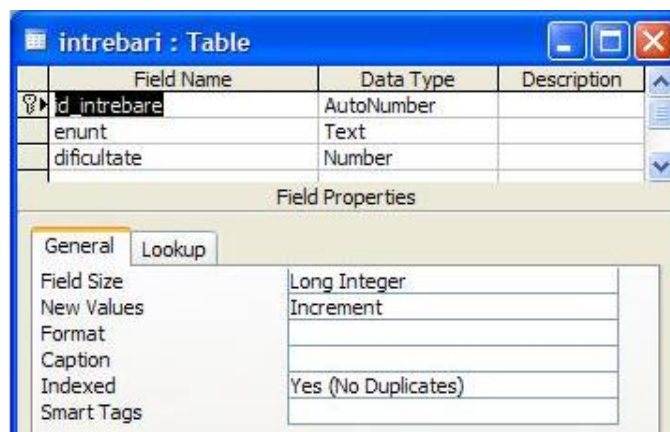 intrebari : Table
Field Name Data Type Description
id_intrebare AutoNumber
enunt Text
dificultate Number
Field Properties
General Lookup
Field Size Long Integer
New Values Increment
Format
Caption
Indexed Yes (No Duplicates)
Smart Tags